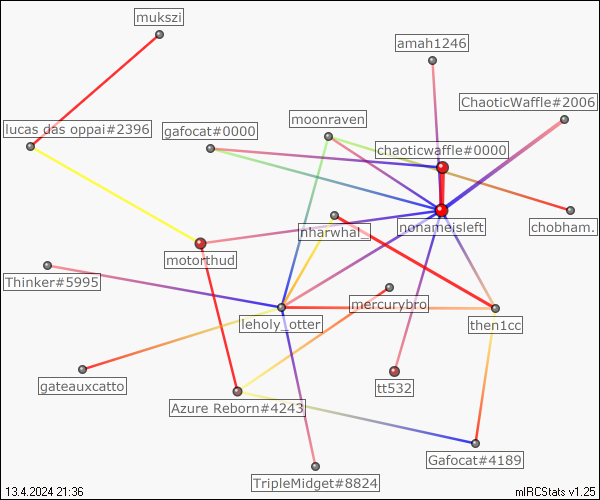 mukszi
amah1246
ChaoticWaffle#2006
moonraven
lucas das oppai#2396
gafocat#0000
chaoticwaffle#0000
nharwhal_
nonameisleft
chobham.
motorthud
Thinker#5995
mercurybro
leholy_otter
then1cc
gateauxcatto
tt532
Azure Reborn#4243
Gafocat#4189
TripleMidget#8824
13.4.2024 21:36
mIRCStats v1.25